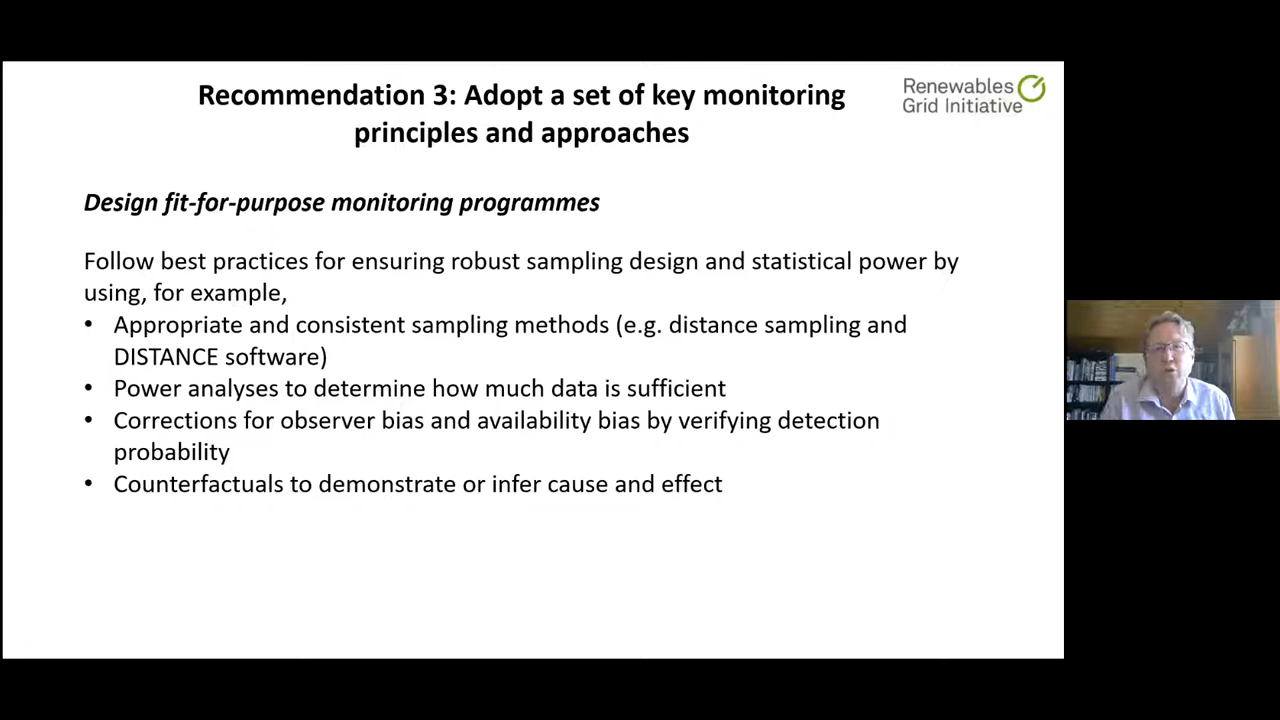 Recommendation 3: Adopt a set of key monitoring
principles and approaches
Renewables
Grid Initiative
Design fit-for-purpose monitoring programmes
Follow best practices for ensuring robust sampling design and statistical power by
using, for example,
• Appropriate and consistent sampling methods (e.g. distance sampling and
DISTANCE software)
• Power analyses to determine how much data is sufficient
• Corrections for observer bias and availability bias by verifying detection
probability
• Counterfactuals to demonstrate or infer cause and effect